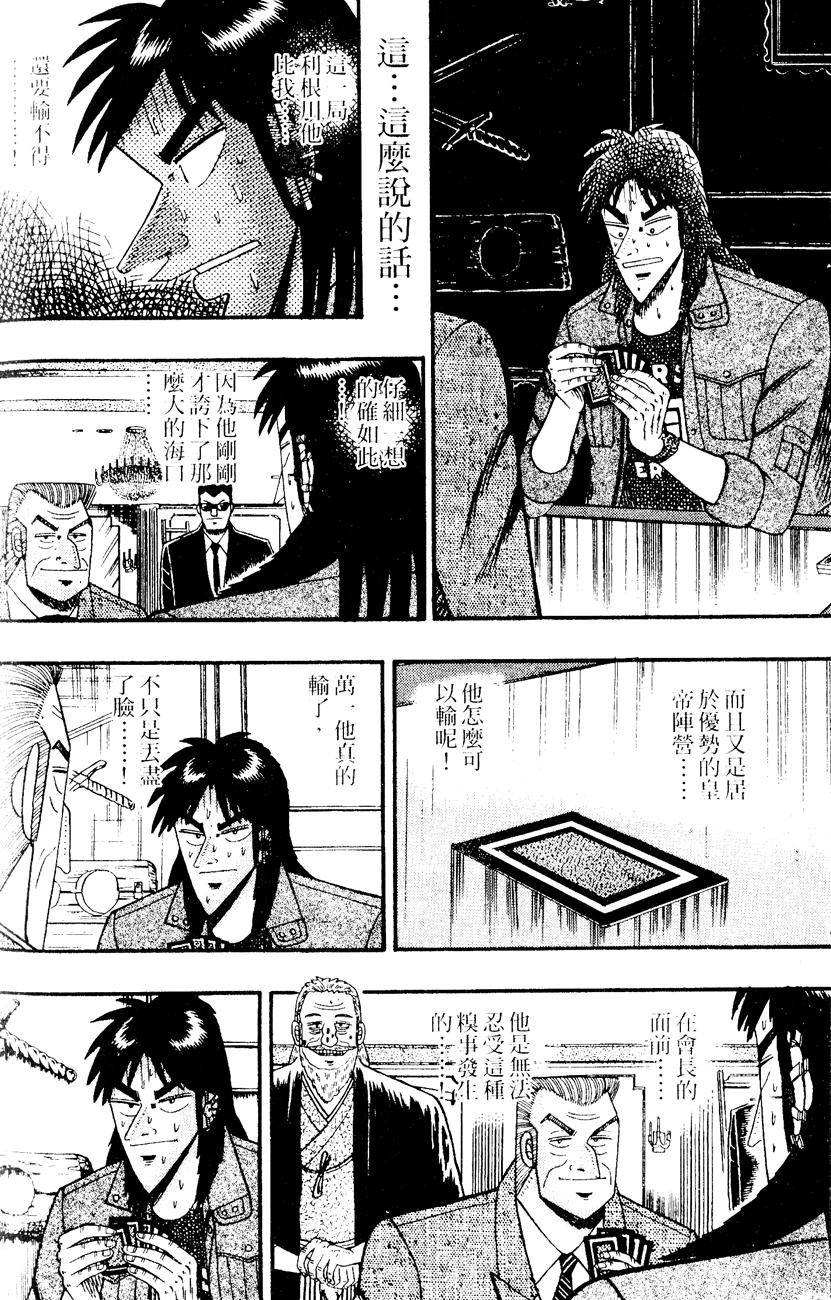 這…這麼說的話…
這一局
利根川他
比我……
還要輸不得
…………！
仔細一想
的確如此
…！
因為他剛剛
才誇下了那
麼大的海口
……
而且又是居
於優勢的皇
帝陣營……
他怎麼可
以輸呢！
萬一他真的
輸了，
不只是丟盡
了臉……！
在會長的
面前……
他是無法
忍受這種
糗事發生
的……！